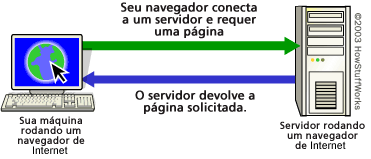 Seu navegador conecta
a um servidor e requer
uma página
O servidor devolve a
página solicitada.
Sua máquina
rodando um
navegador de
Internet
Servidor rodando
um navegador
de Internet
©2003 HowStuffWorks